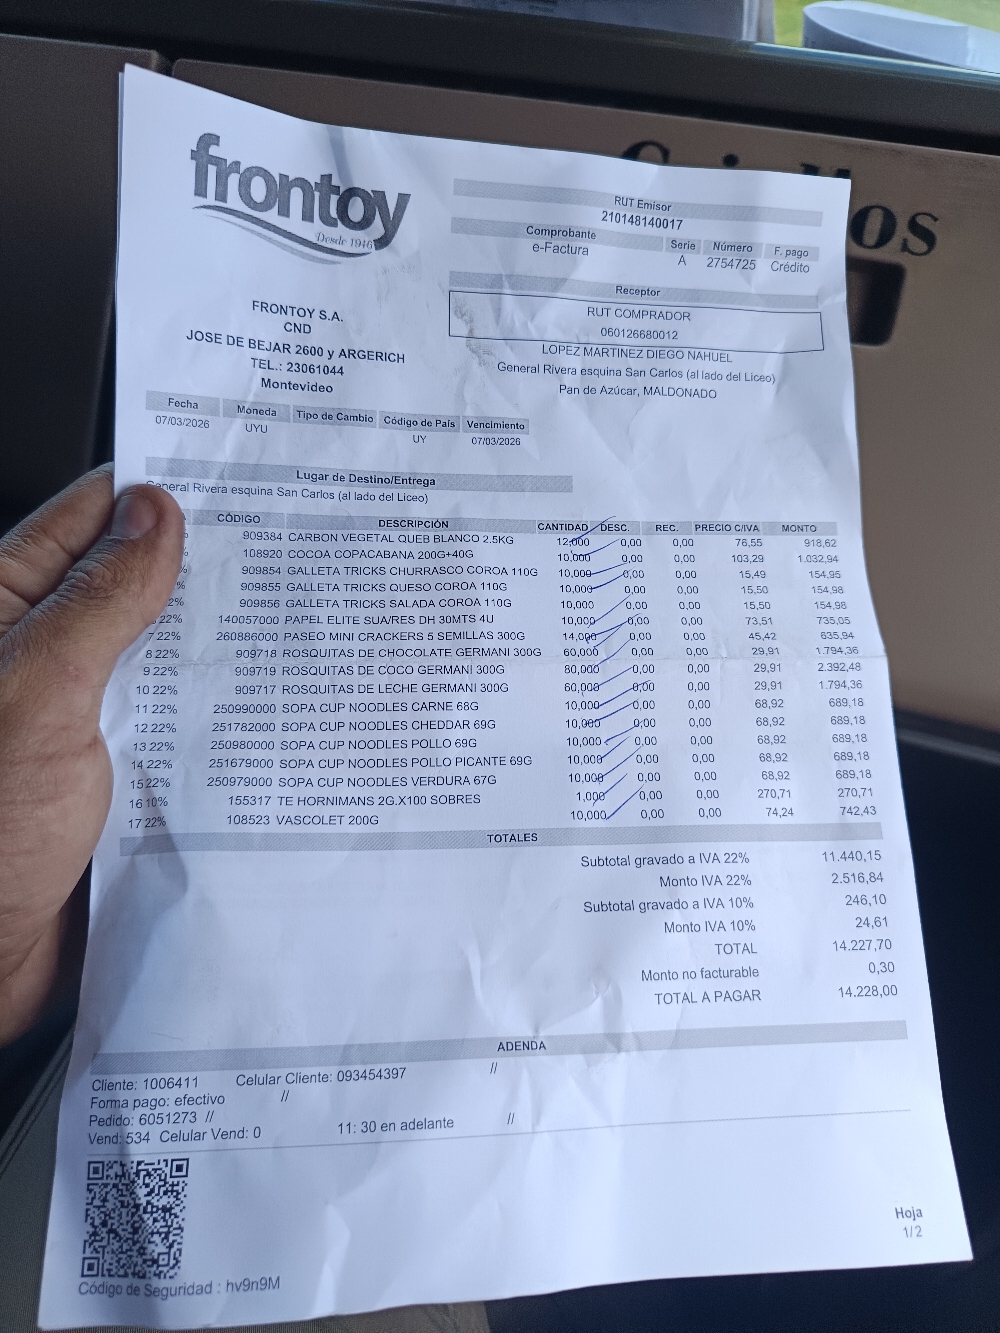 frontoy
Desde 1946
RUT Emisor
210148140017
Comprobante Serie Número F. pago
e-Factura A 2754725 Crédito
Receptor
RUT COMPRADOR
060126680012
LOPEZ MARTINEZ DIEGO NAHUEL
General Rivera esquina San Carlos (al lado del Liceo)
Pan de Azúcar, MALDONADO
FRONTOY S.A.
CND
JOSE DE BEJAR 2600 y ARGERICH
TEL.: 23061044
Montevideo
Fecha Moneda Tipo de Cambio Código de País Vencimiento
07/03/2026 UYU UY 07/03/2026
Lugar de Destino/Entrega
General Rivera esquina San Carlos (al lado del Liceo)
CÓDIGO DESCRIPCIÓN CANTIDAD DESC. REC. PRECIO C/IVA MONTO
909384 CARBON VEGETAL QUEB BLANCO 2.5KG 12,000 0,00 0,00 76,55 918,62
108920 COCOA COPACABANA 200G+40G 10,000 0,00 0,00 103,29 1.032,94
909854 GALLETA TRICKS CHURRASCO COROA 110G 10,000 0,00 0,00 15,49 154,95
% 909855 GALLETA TRICKS QUESO COROA 110G 10,000 0,00 0,00 15,50 154,98
2% 909856 GALLETA TRICKS SALADA COROA 110G 10,000 0,00 0,00 15,50 154,98
22% 140057000 PAPEL ELITE SUA/RES DH 30MTS 4U 10,000 0,00 0,00 73,51 735,05
7 22% 260886000 PASEO MINI CRACKERS 5 SEMILLAS 300G 14,000 0,00 0,00 45,42 635,94
8 22% 909718 ROSQUITAS DE CHOCOLATE GERMANI 300G 60,000 0,00 0,00 29,91 1.794,36
9 22% 909719 ROSQUITAS DE COCO GERMANI 300G 80,000 0,00 0,00 29,91 2.392,48
10 22% 909717 ROSQUITAS DE LECHE GERMANI 300G 60,000 0,00 0,00 29,91 1.794,36
11 22% 250990000 SOPA CUP NOODLES CARNE 68G 10,000 0,00 0,00 68,92 689,18
12 22% 251782000 SOPA CUP NOODLES CHEDDAR 69G 10,000 0,00 0,00 68,92 689,18
13 22% 250980000 SOPA CUP NOODLES POLLO 69G 10,000 0,00 0,00 68,92 689,18
14 22% 251679000 SOPA CUP NOODLES POLLO PICANTE 69G 10,000 0,00 0,00 68,92 689,18
15 22% 250979000 SOPA CUP NOODLES VERDURA 67G 10,000 0,00 0,00 68,92 689,18
16 10% 155317 TE HORNIMANS 2G.X100 SOBRES 1,000 0,00 0,00 270,71 270,71
17 22% 108523 VASCOLET 200G 10,000 0,00 0,00 74,24 742,43
TOTALES
Subtotal gravado a IVA 22% 11.440,15
Monto IVA 22% 2.516,84
Subtotal gravado a IVA 10% 246,10
Monto IVA 10% 24,61
TOTAL 14.227,70
Monto no facturable 0,30
TOTAL A PAGAR 14.228,00
ADENDA
Cliente: 1006411 Celular Cliente: 093454397 //
Forma pago: efectivo //
Pedido: 6051273 //
Vend: 534 Celular Vend: 0 11: 30 en adelante //
Código de Seguridad : hv9n9M
Hoja
1/2